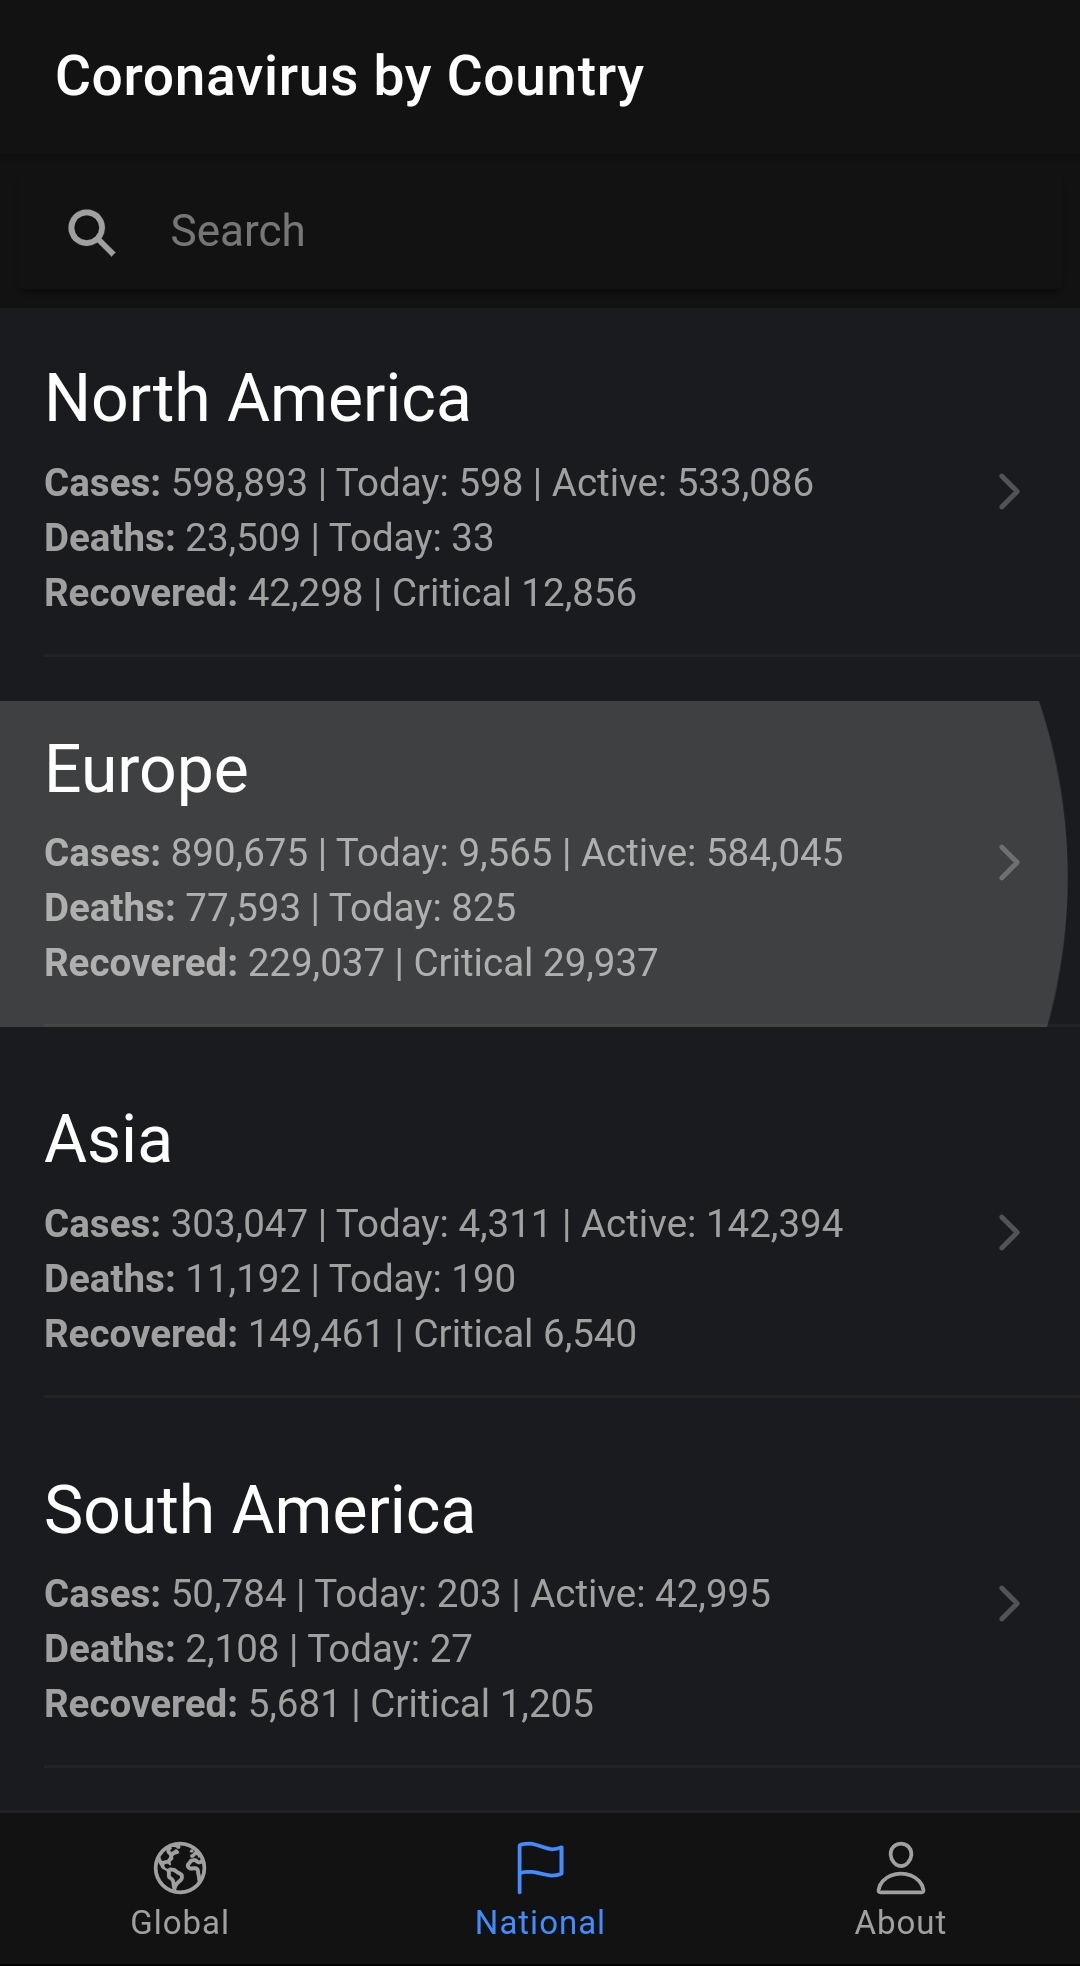 Coronavirus by Country
Search
North America
Cases: 598,893 | Today: 598 | Active: 533,086
Deaths: 23,509 | Today: 33
Recovered: 42,298 | Critical 12,856
Europe
Cases: 890,675 | Today: 9,565 | Active: 584,045
Deaths: 77,593 | Today: 825
Recovered: 229,037 | Critical 29,937
Asia
Cases: 303,047 | Today: 4,311 | Active: 142,394
Deaths: 11,192 | Today: 190
Recovered: 149,461 | Critical 6,540
South America
Cases: 50,784 | Today: 203 | Active: 42,995
Deaths: 2,108 | Today: 27
Recovered: 5,681 | Critical 1,205
Global National About